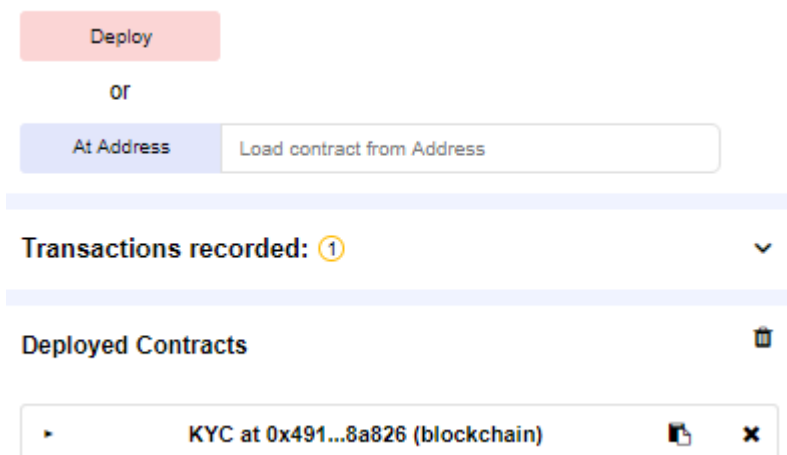 Deploy
or
At Address Load contract from Address
Transactions recorded: 1
Deployed Contracts
KYC at 0x491...8a826 (blockchain)